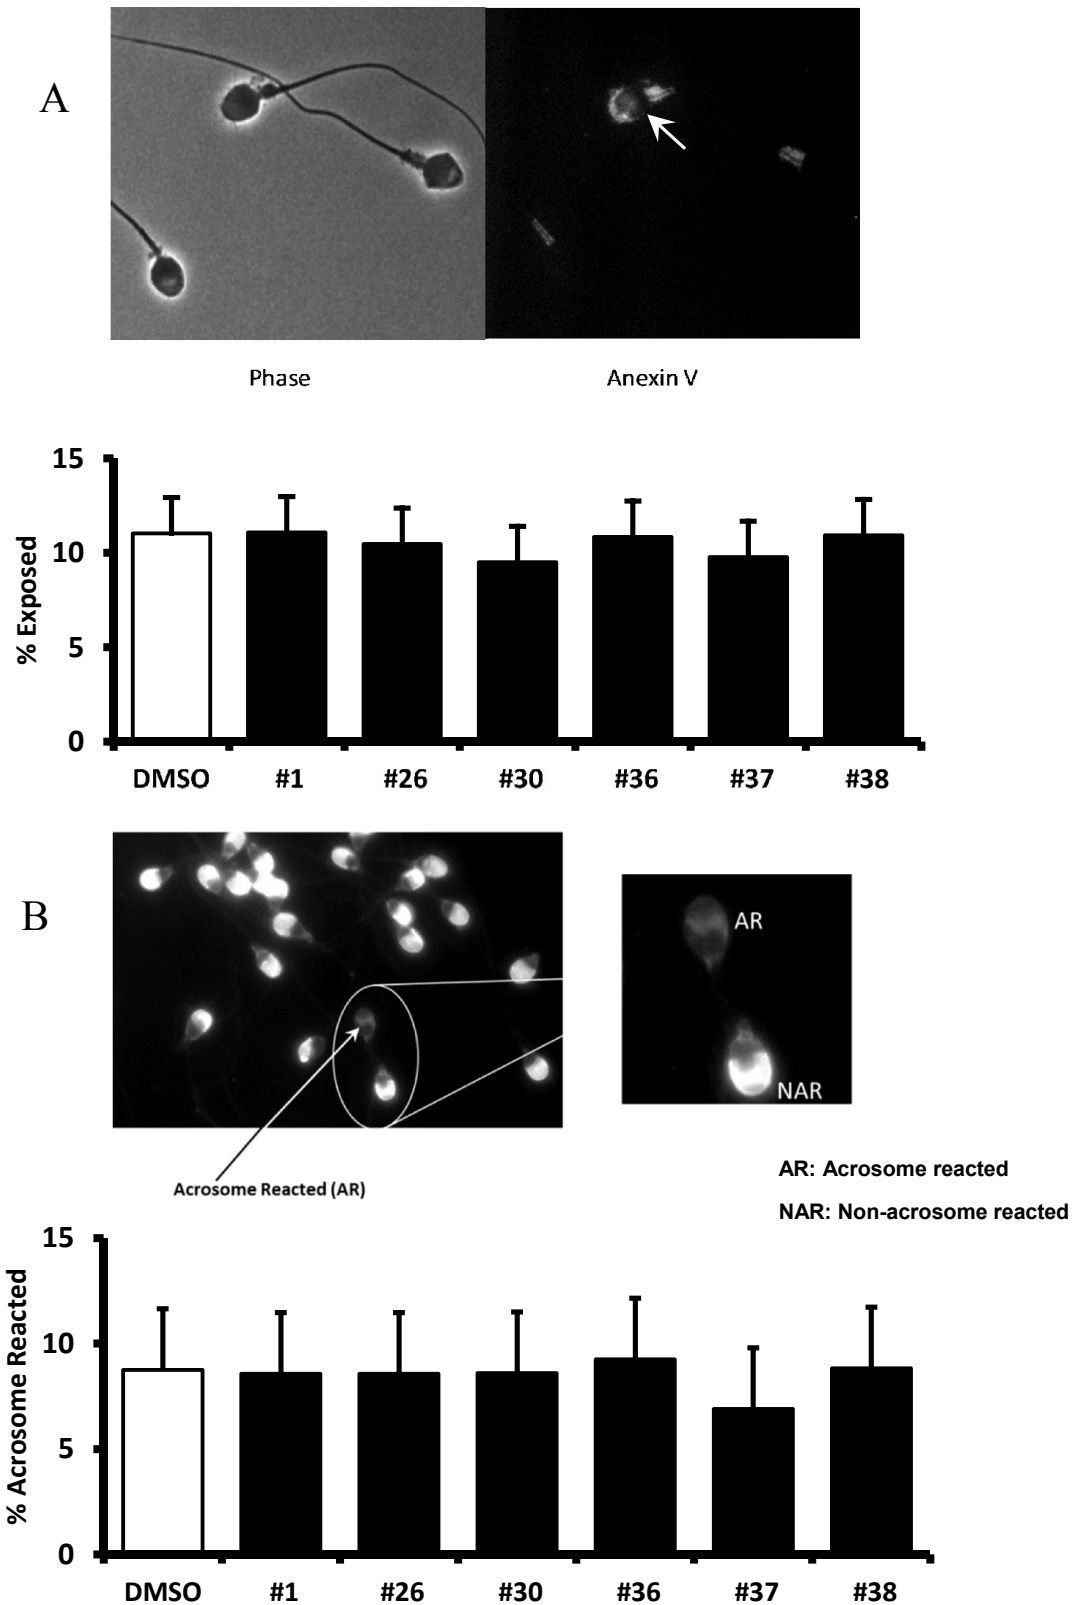 A
Phase
Anexin V
15
10
5
0
% Exposed
DMSO
#1
#26
#30
#36
#37
#38
B
AR
NAR
Acrosome Reacted (AR)
AR: Acrosome reacted
NAR: Non-acrosome reacted
15
10
5
0
% Acrosome Reacted
DMSO
#1
#26
#30
#36
#37
#38